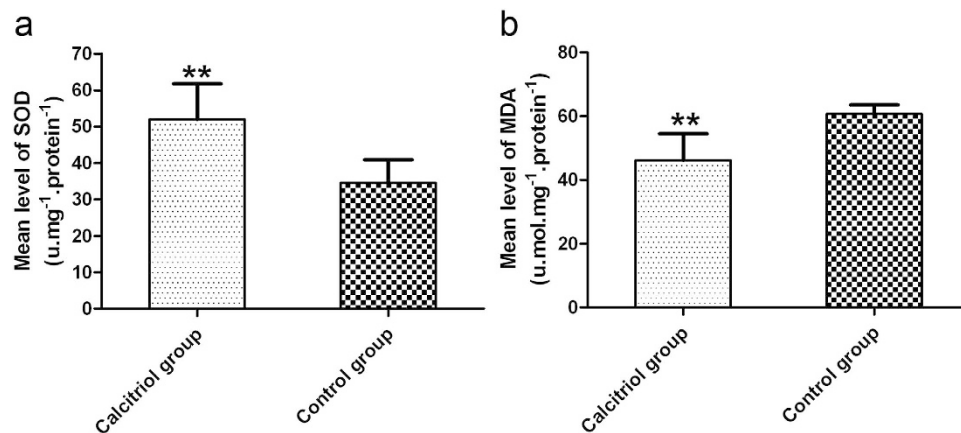 a
Mean level of SOD
(u.mg⁻¹.protein⁻¹)
70
60
50
40
30
20
10
0
**
Calcitriol group
Control group
b
Mean level of MDA
(u.mol.mg⁻¹.protein⁻¹)
80
60
40
20
0
**
Calcitriol group
Control group